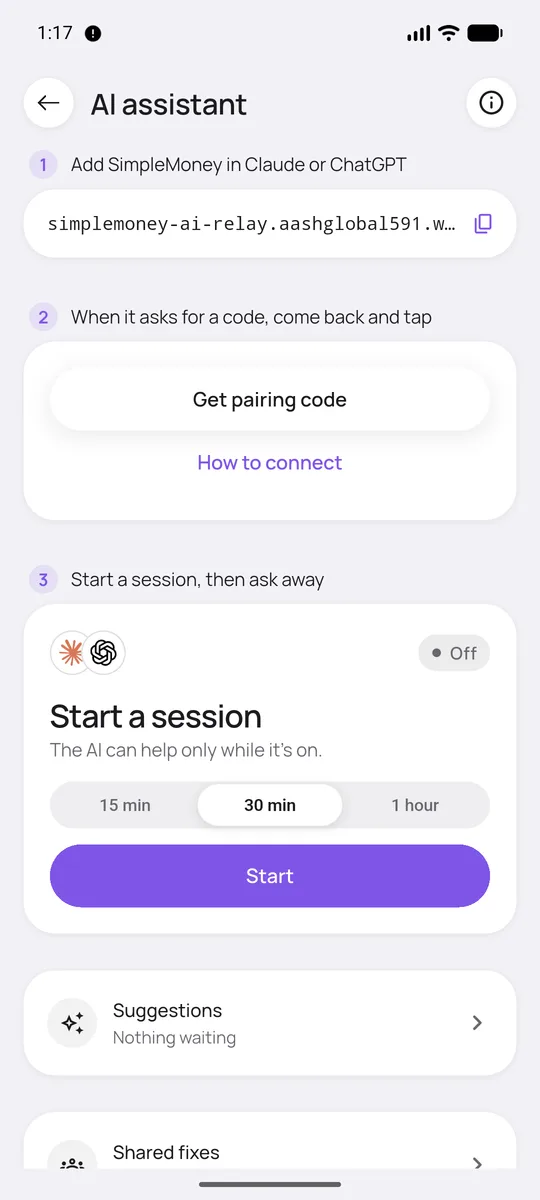 1:17
AI assistant
1 Add SimpleMoney in Claude or ChatGPT
simplemoney-ai-relay.aashglobal591.w…
2 When it asks for a code, come back and tap
Get pairing code
How to connect
3 Start a session, then ask away
Off
Start a session
The AI can help only while it's on.
15 min 30 min 1 hour
Start
Suggestions
Nothing waiting
Shared fixes